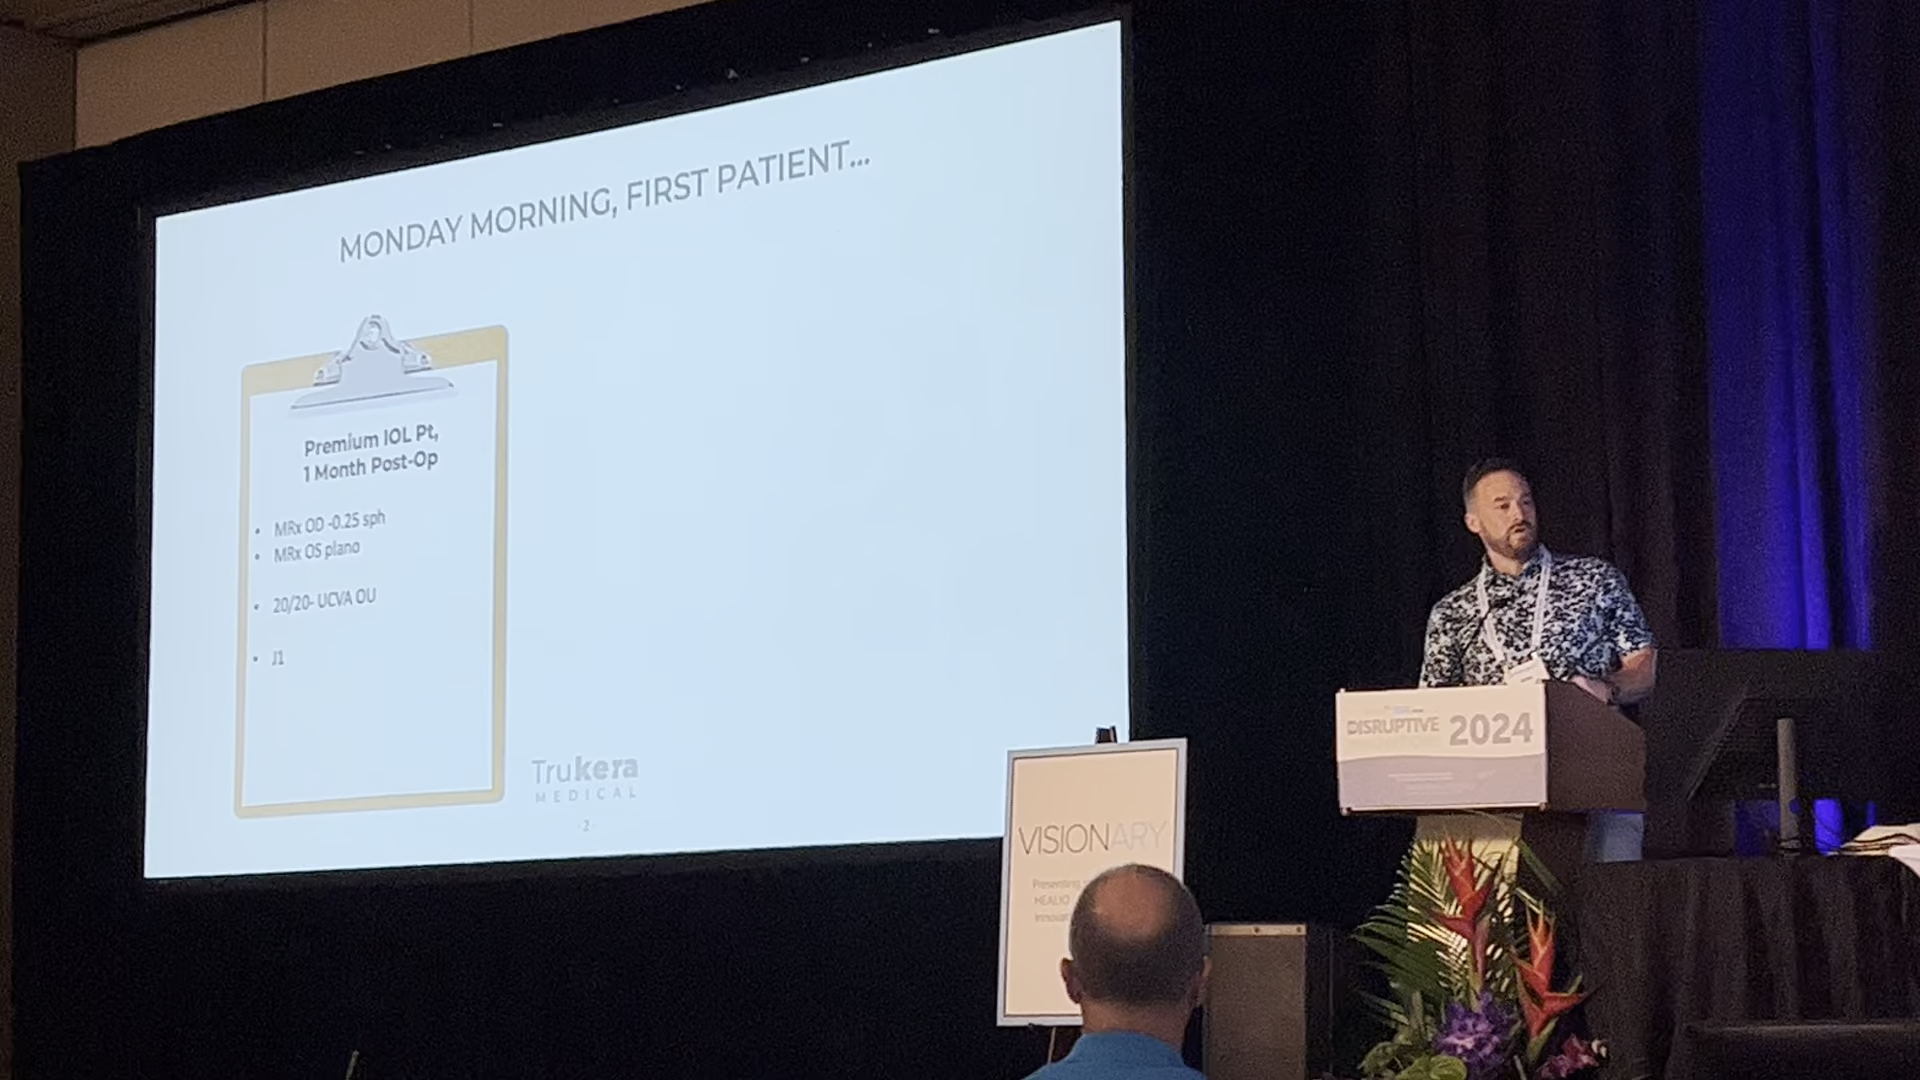 MONDAY MORNING, FIRST PATIENT...
Premium IOL Pt,
1 Month Post-Op
• MRx OD -0.25 sph
• MRx OS plano
• 20/20- UCVA OU
• J1
Trukera
MEDICAL
-2-
DISRUPTIVE 2024
VISIONARY
Presenting
HEALIO